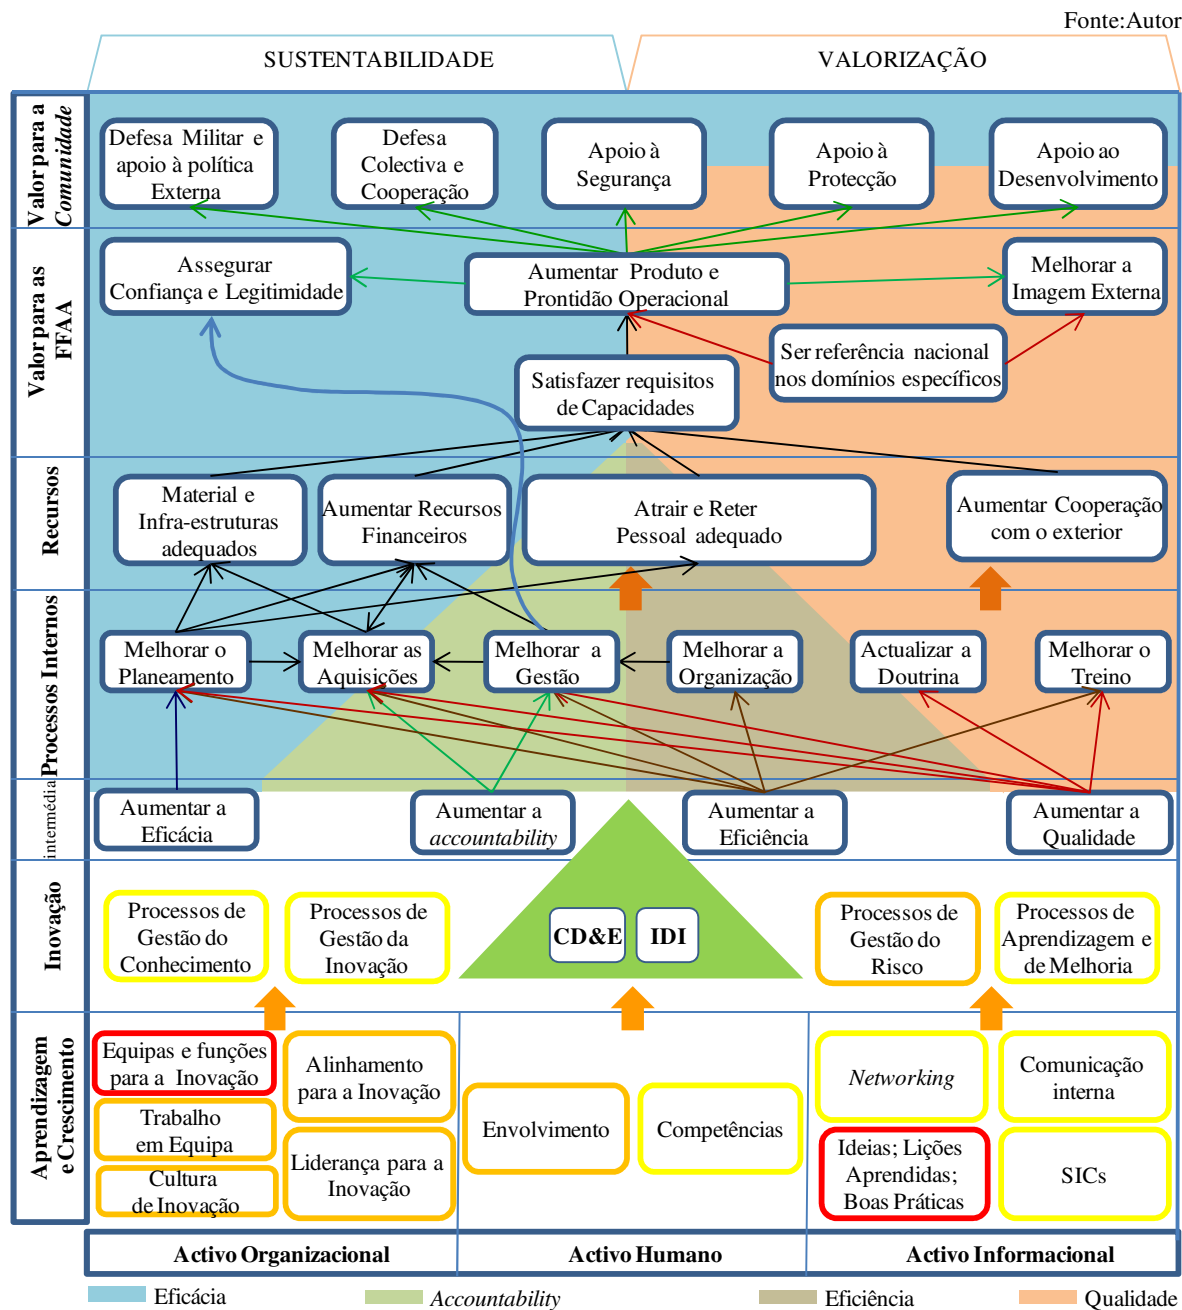 Fonte:Autor
SUSTENTABILIDADE
VALORIZAÇÃO
Valor para a
Comunidade
Defesa Militar e
apoio à política
Externa
Defesa
Colectiva e
Cooperação
Apoio à
Segurança
Apoio à
Protecção
Apoio ao
Desenvolvimento
Valor para as
FFAA
Assegurar
Confiança e Legitimidade
Aumentar Produto e
Prontidão Operacional
Melhorar a
Imagem Externa
Ser referência nacional
nos domínios específicos
Satisfazer requisitos
de Capacidades
Recursos
Material e
Infra-estruturas
adequados
Aumentar Recursos
Financeiros
Atrair e Reter
Pessoal adequado
Aumentar Cooperação
com o exterior
Processos Internos
Melhorar o
Planeamento
Melhorar as
Aquisições
Melhorar a
Gestão
Melhorar a
Organização
Actualizar a
Doutrina
Melhorar o
Treino
intermédia
Aumentar a
Eficácia
Aumentar a
accountability
Aumentar a
Eficiência
Aumentar a
Qualidade
Inovação
Processos de
Gestão do
Conhecimento
Processos de
Gestão da
Inovação
CD&E
IDI
Processos de
Gestão do
Risco
Processos de
Aprendizagem e
de Melhoria
Aprendizagem
e Crescimento
Equipas e funções
para a Inovação
Alinhamento
para a Inovação
Trabalho
em Equipa
Cultura
de Inovação
Liderança para a
Inovação
Envolvimento
Competências
Networking
Comunicação
interna
Ideias; Lições
Aprendidas;
Boas Práticas
SICs
Activo Organizacional
Activo Humano
Activo Informacional
Eficácia
Accountability
Eficiência
Qualidade